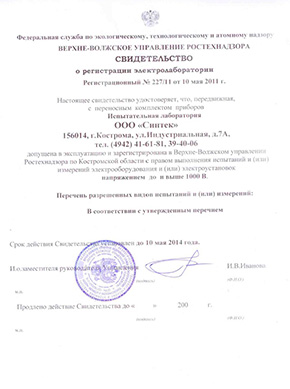 Федеральная служба по экологическому, технологическому и атомному надзору
ВЕРХНЕ-ВОЛЖСКОЕ УПРАВЛЕНИЕ РОСТЕХНАДЗОРА
СВИДЕТЕЛЬСТВО
о регистрации электролаборатории
Регистрационный № 227/11 от 10 мая 2011 г.
Настоящее свидетельство удостоверяет, что, передвижная,
с переносным комплектом приборов
Испытательная лаборатория
ООО «Синтек»
156014, г.Кострома, ул.Индустриальная, д.7А,
тел. (4942) 41-61-81, 39-40-06
допущена в эксплуатацию и зарегистрирована в Верхне-Волжском управлении
Ростехнадзора по Костромской области с правом выполнения испытаний и (или)
измерений электрооборудования и (или) электроустановок
напряжением до и выше 1000 В.
Перечень разрешенных видов испытаний и (или) измерений:
В соответствии с утвержденным перечнем
Срок действия Свидетельства установлен до 10 мая 2014 года.
И.о.заместителя руководителя управления И.В.Иванова
м.п.
Продлено действие Свидетельства до « » 200 г.
м.п.